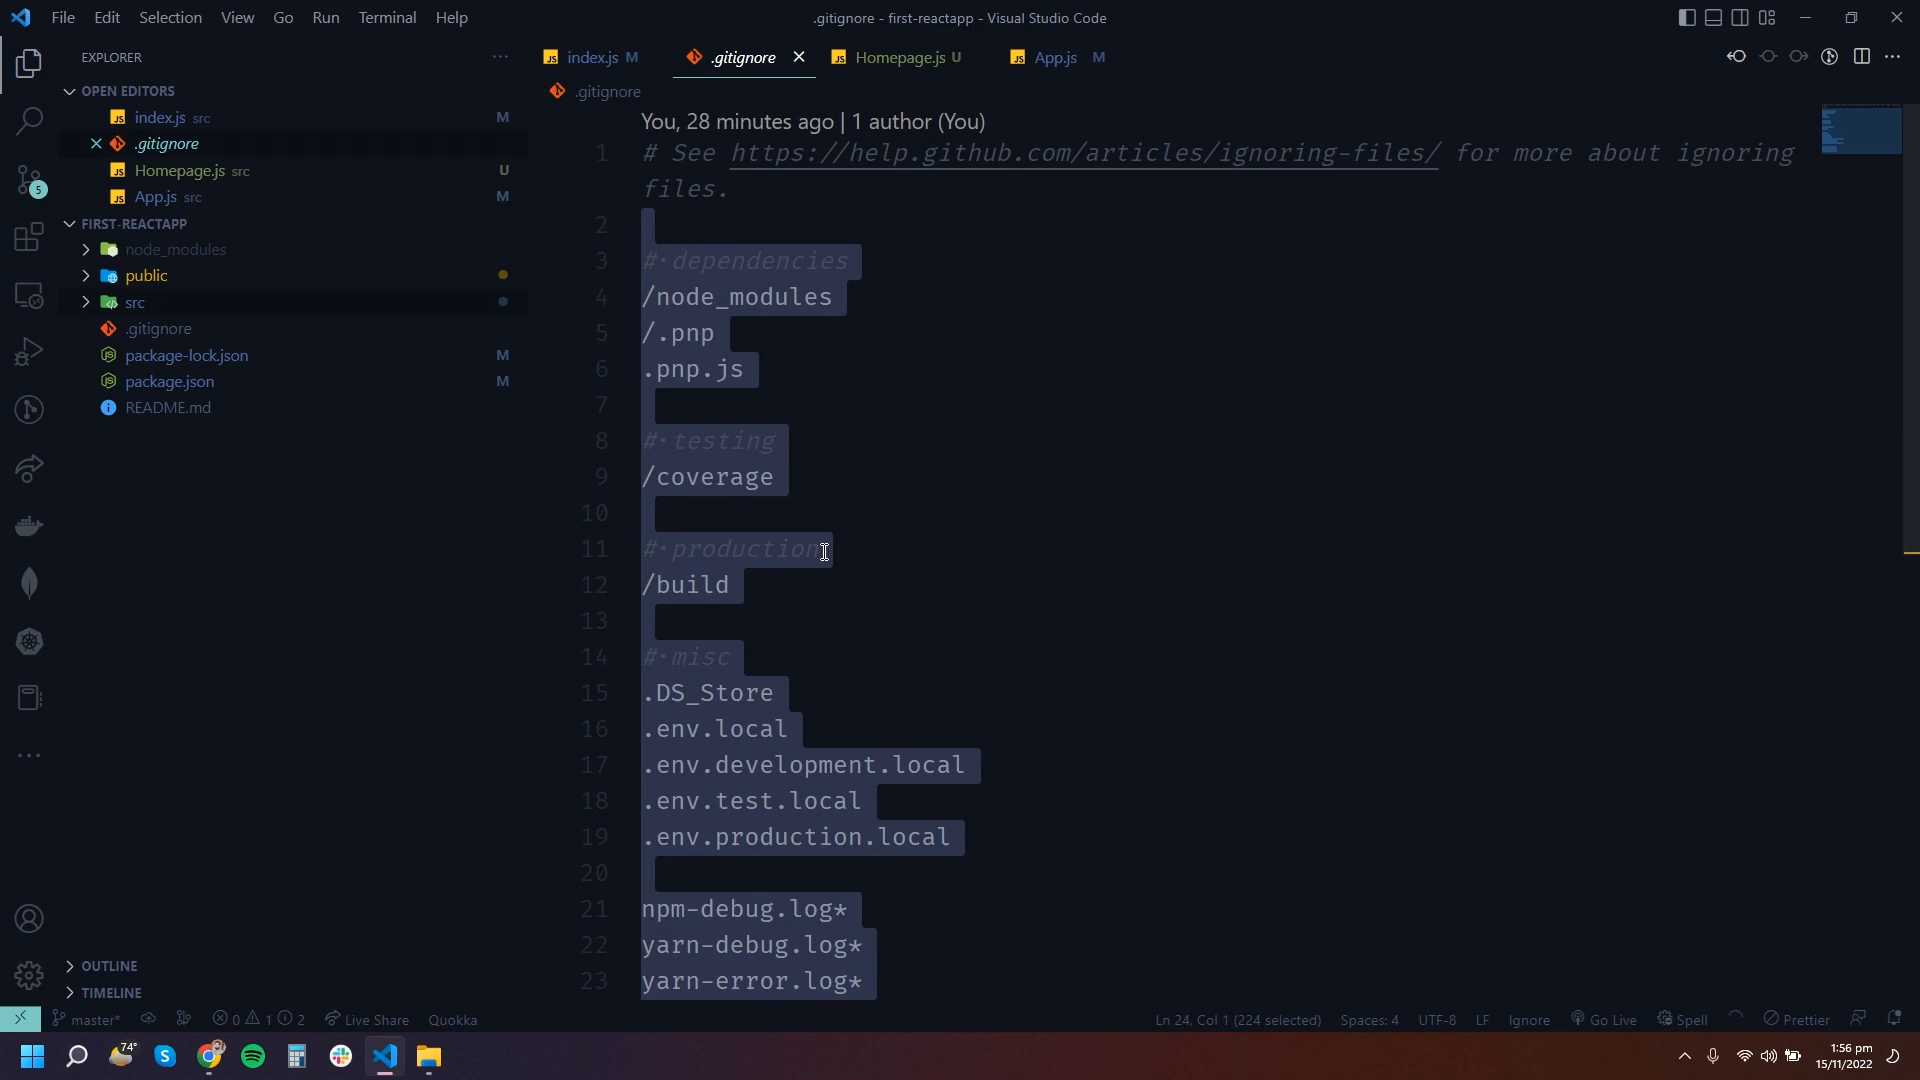 File Edit Selection View Go Run Terminal Help
.gitignore - first-reactapp - Visual Studio Code
EXPLORER
OPEN EDITORS
index.js src M
.gitignore
Homepage.js src U
App.js src M
FIRST-REACTAPP
node_modules
public
src
.gitignore
package-lock.json M
package.json M
README.md
OUTLINE
TIMELINE
5
index.js M .gitignore Homepage.js U App.js M
.gitignore
You, 28 minutes ago | 1 author (You)
1 # See https://help.github.com/articles/ignoring-files/ for more about ignoring
files.
2
3 # dependencies
4 /node_modules
5 /.pnp
6 .pnp.js
7
8 # testing
9 /coverage
10
11 # production
12 /build
13
14 # misc
15 .DS_Store
16 .env.local
17 .env.development.local
18 .env.test.local
19 .env.production.local
20
21 npm-debug.log*
22 yarn-debug.log*
23 yarn-error.log*
master* 0 1 2 Live Share Quokka Ln 24, Col 1 (224 selected) Spaces: 4 UTF-8 LF Ignore Go Live Spell Prettier
74°
1:56 pm
15/11/2022